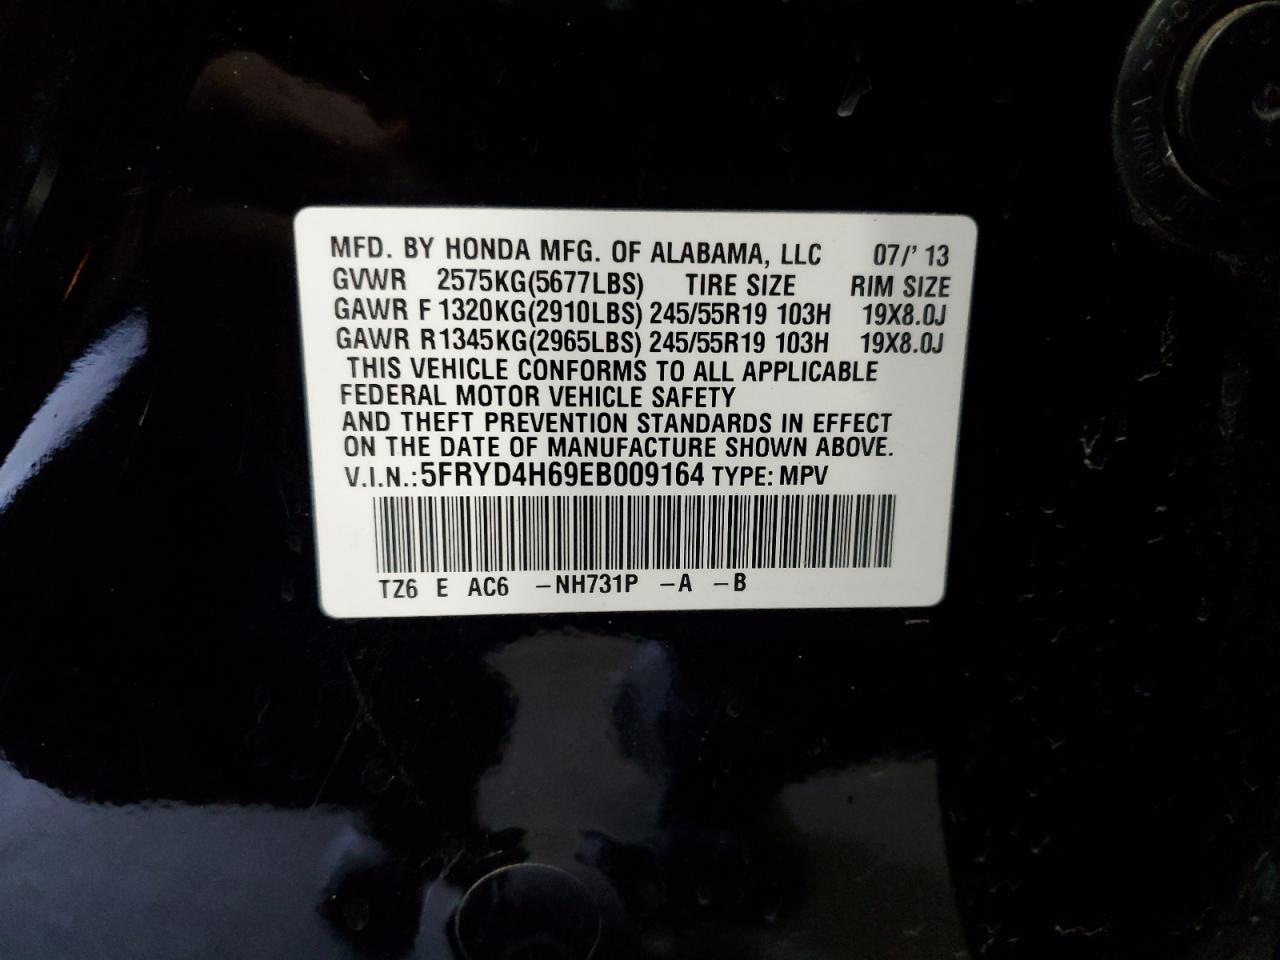 MFD. BY HONDA MFG. OF ALABAMA, LLC 07/' 13
GVWR 2575KG(5677LBS) TIRE SIZE RIM SIZE
GAWR F 1320KG(2910LBS) 245/55R19 103H 19X8.0J
GAWR R1345KG(2965LBS) 245/55R19 103H 19X8.0J
THIS VEHICLE CONFORMS TO ALL APPLICABLE
FEDERAL MOTOR VEHICLE SAFETY
AND THEFT PREVENTION STANDARDS IN EFFECT
ON THE DATE OF MANUFACTURE SHOWN ABOVE.
V.I.N.: 5FRYD4H69EB009164 TYPE: MPV
TZ6 E AC6 -NH731P -A -B
HONDA